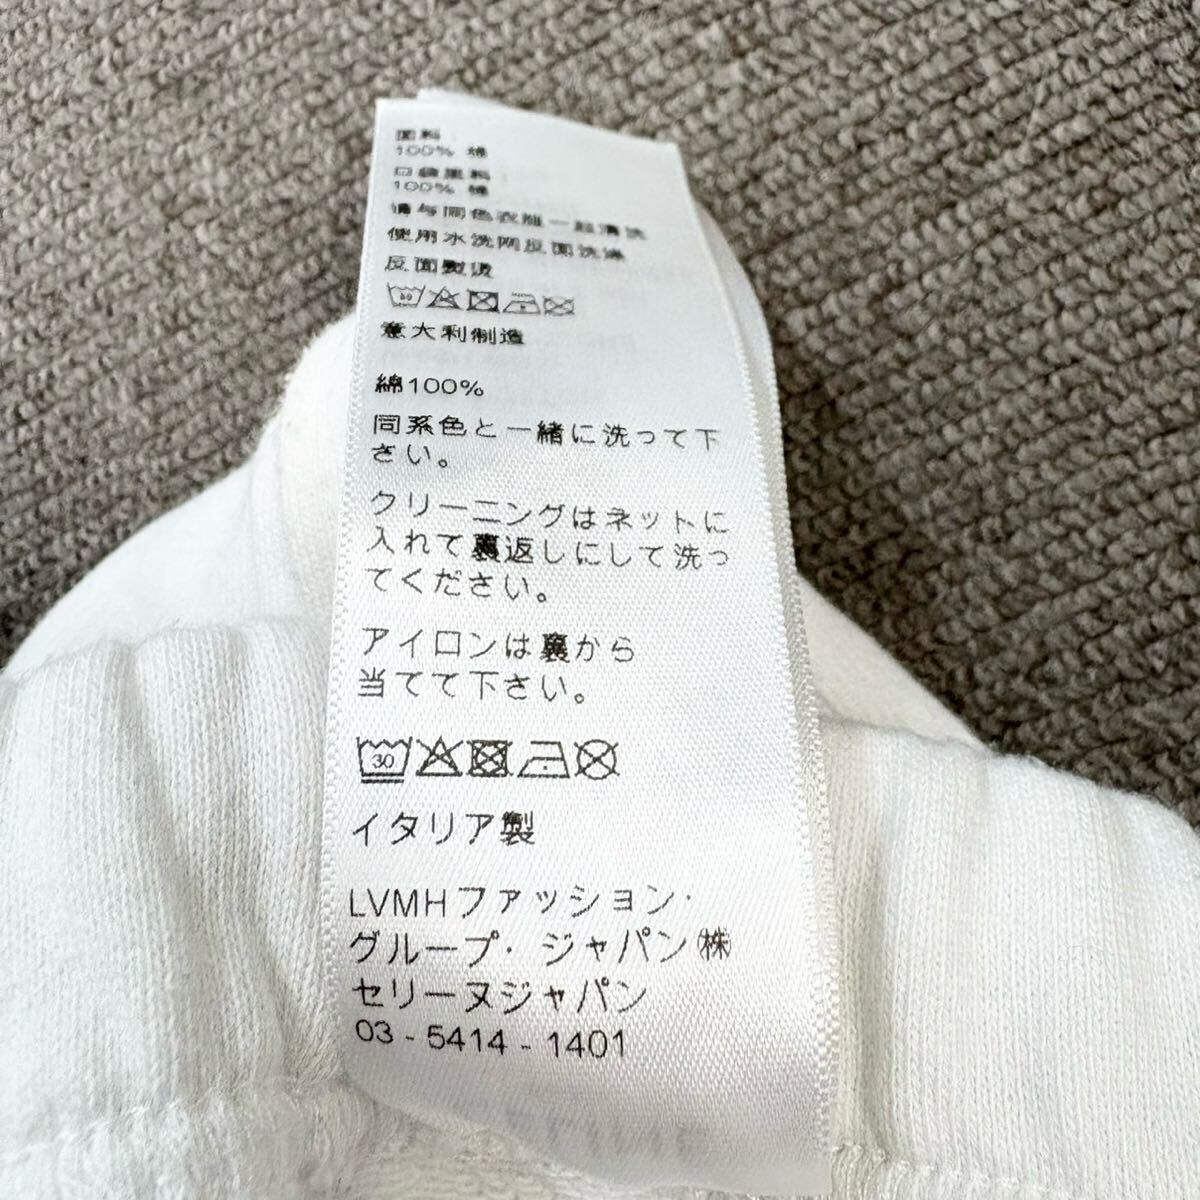 面料
100% 棉
口袋里料
100% 棉
请与同色衣服一起清洗
使用水洗网反面洗涤
反面熨烫
意大利制造
綿100%
同系色と一緒に洗って下
さい。
クリーニングはネットに
入れて裏返しにして洗っ
てください。
アイロンは裏から
当てて下さい。
30
イタリア製
LVMHファッション・
グループ・ジャパン㈱
セリーヌジャパン
03 - 5414 - 1401